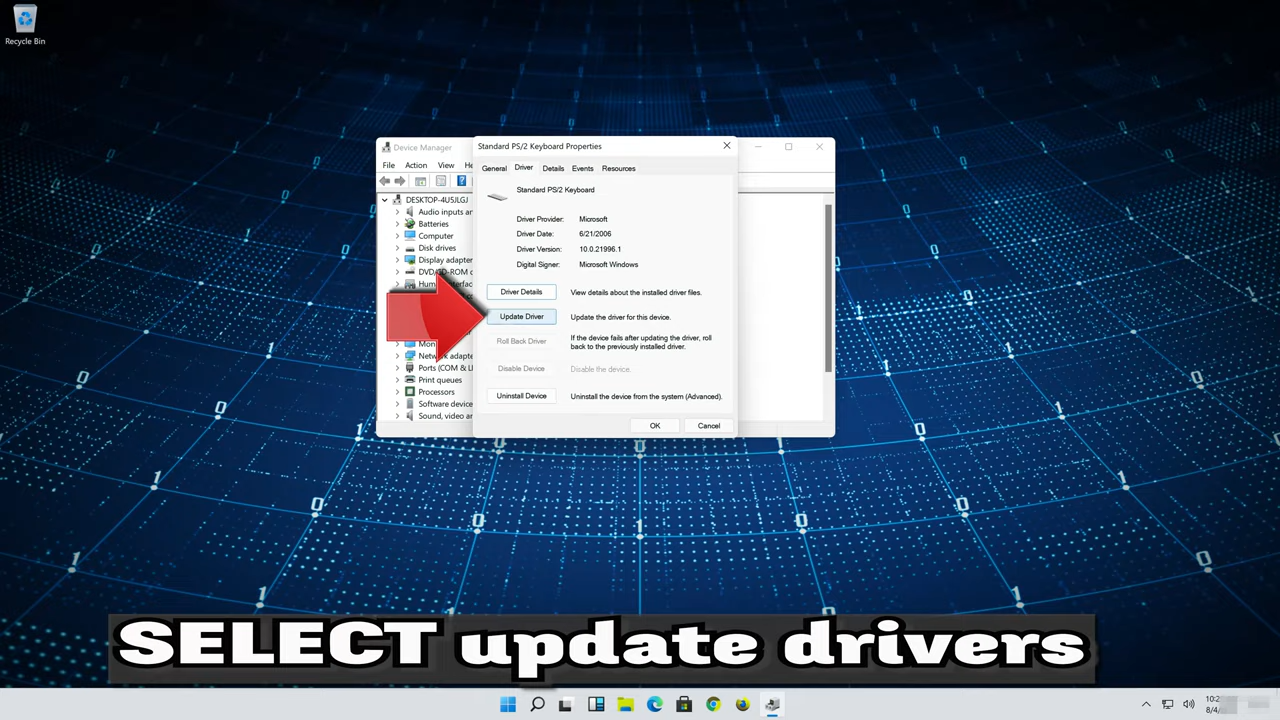 Recycle Bin
Device Manager
Standard PS/2 Keyboard Properties
File Action View He
General Driver Details Events Resources
DESKTOP-4U5JLGJ
Audio inputs an
Batteries
Computer
Disk drives
Display adapter
DVD/CD-ROM d
Hum
Mon
Network adapte
Ports (COM & L
Print queues
Processors
Software device
Sound, video ar
Standard PS/2 Keyboard
Driver Provider: Microsoft
Driver Date: 6/21/2006
Driver Version: 10.0.21996.1
Digital Signer: Microsoft Windows
Driver Details View details about the installed driver files.
Update Driver Update the driver for this device.
Roll Back Driver If the device fails after updating the driver, roll
back to the previously installed driver.
Disable Device Disable the device.
Uninstall Device Uninstall the device from the system (Advanced).
OK Cancel
SELECT update drivers